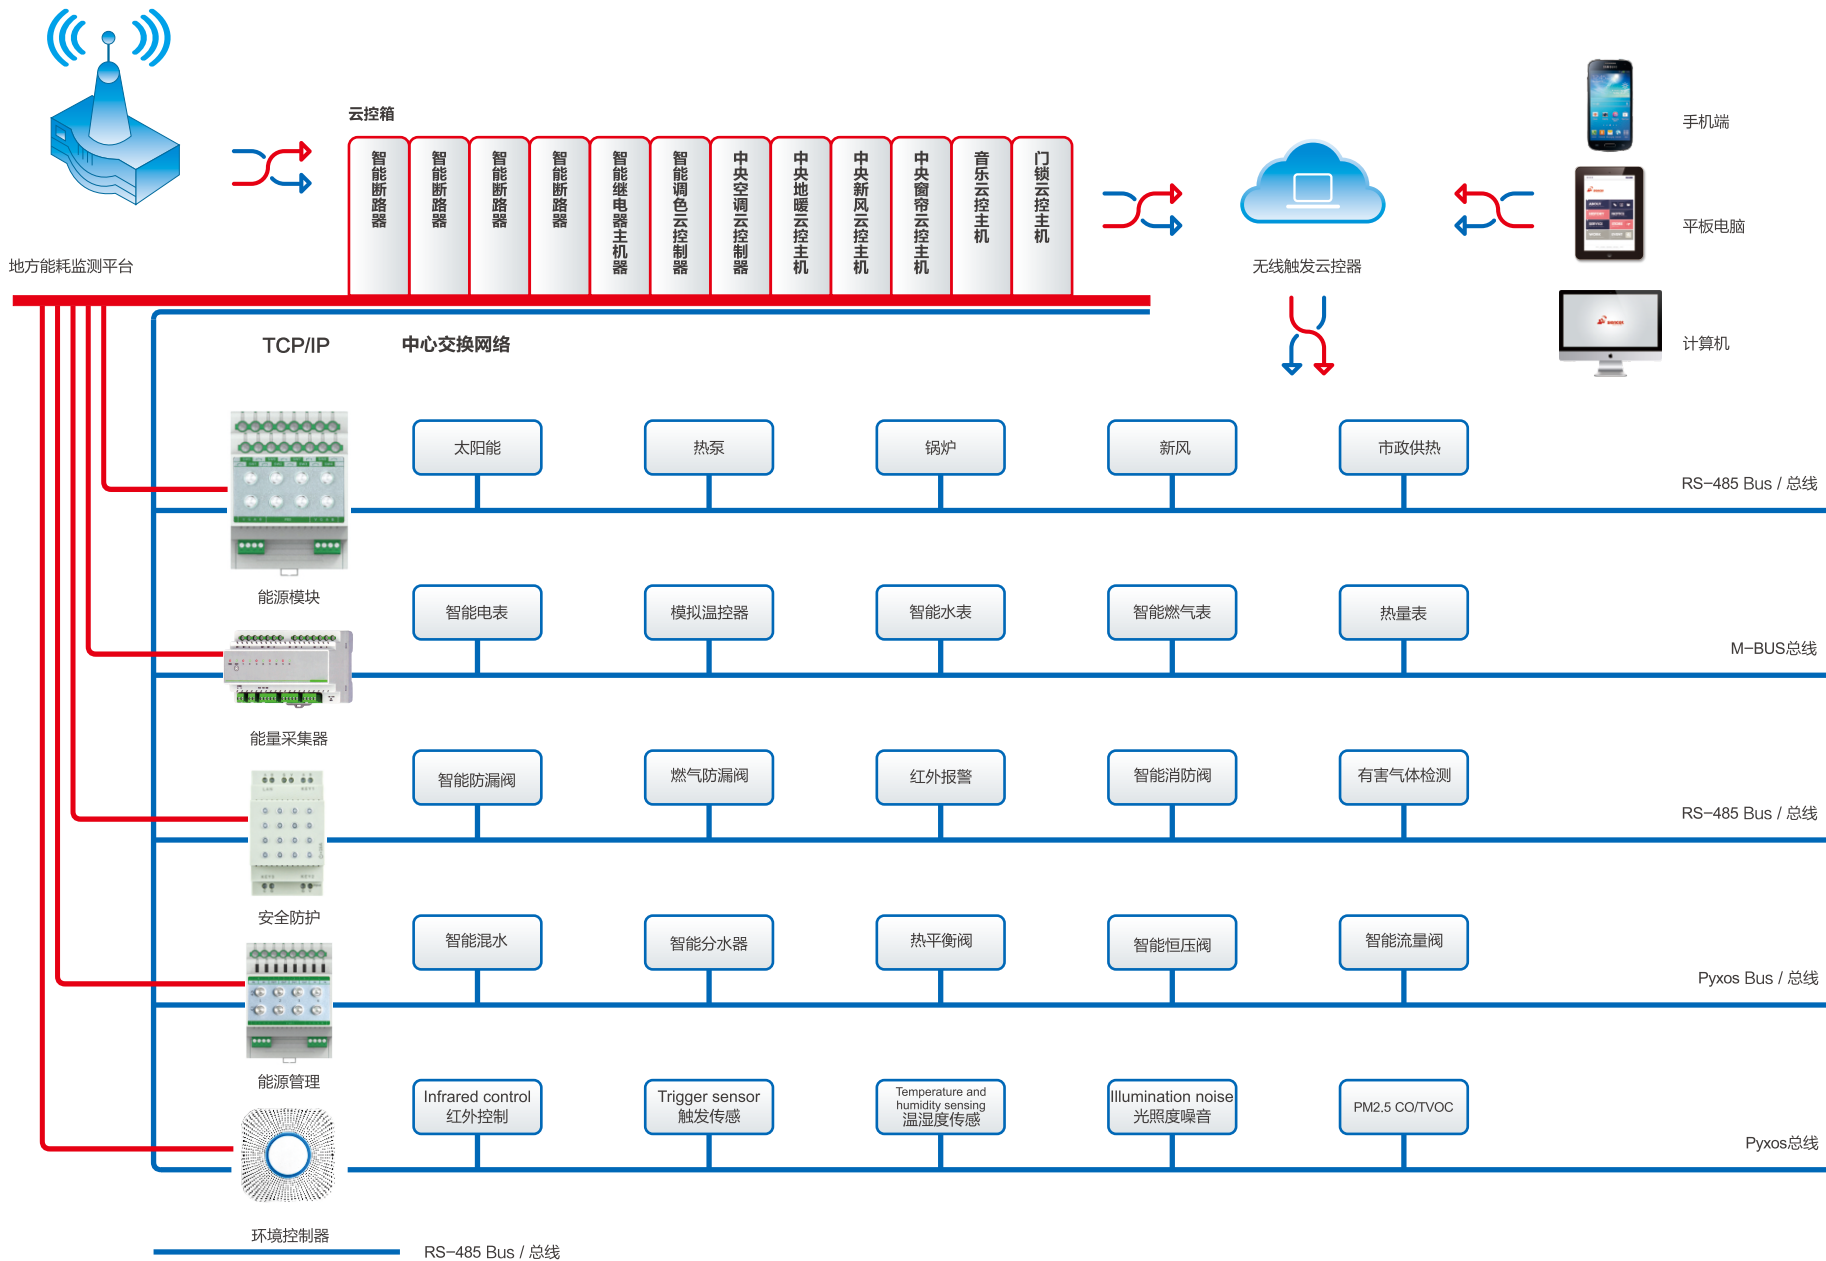 云控箱
智能断路器
智能断路器
智能断路器
智能断路器
智能继电器主机器
智能调色云控制器
中央空调云控制器
中央地暖云控主机
中央新风云控主机
中央窗帘云控主机
音乐云控主机
门锁云控主机
地方能耗监测平台
无线触发云控器
手机端
平板电脑
计算机
TCP/IP
中心交换网络
太阳能
热泵
锅炉
新风
市政供热
RS-485 Bus / 总线
能源模块
智能电表
模拟温控器
智能水表
智能燃气表
热量表
M-BUS总线
能量采集器
智能防漏阀
燃气防漏阀
红外报警
智能消防阀
有害气体检测
RS-485 Bus / 总线
安全防护
智能混水
智能分水器
热平衡阀
智能恒压阀
智能流量阀
Pyxos Bus / 总线
能源管理
Infrared control
红外控制
Trigger sensor
触发传感
Temperature and
humidity sensing
温湿度传感
Illumination noise
光照度噪音
PM2.5 CO/TVOC
Pyxos总线
环境控制器
RS-485 Bus / 总线